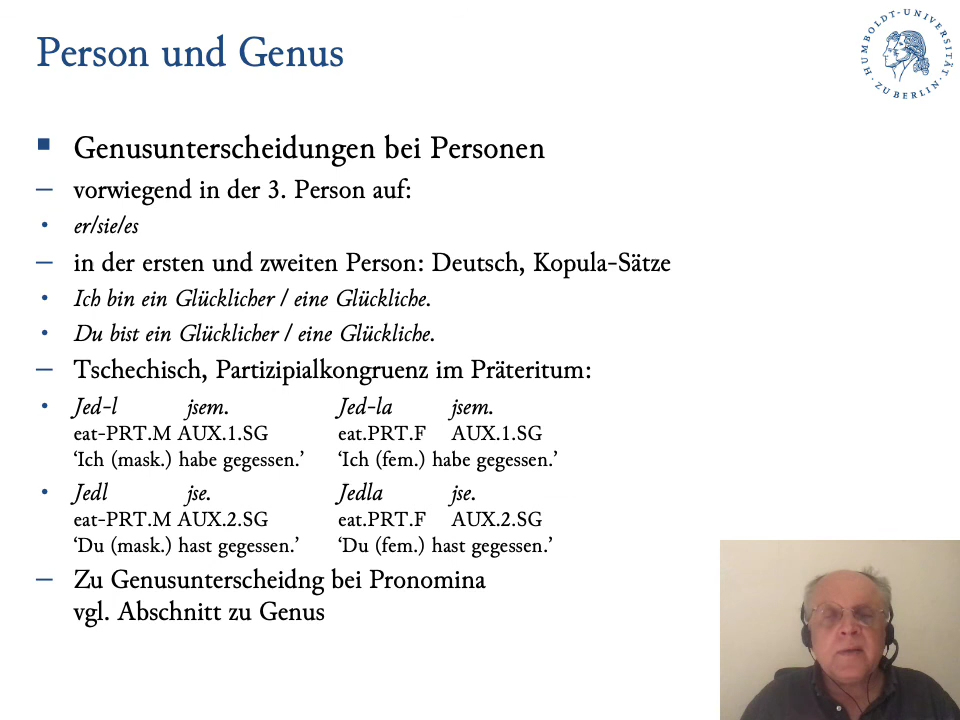 Person und Genus
HUMBOLDT-UNIVERSITÄT
ZU BERLIN
Genusunterscheidungen bei Personen
vorwiegend in der 3. Person auf:
er/sie/es
in der ersten und zweiten Person: Deutsch, Kopula-Sätze
Ich bin ein Glücklicher / eine Glückliche.
Du bist ein Glücklicher / eine Glückliche.
Tschechisch, Partizipialkongruenz im Präteritum:
Jed-l jsem. Jed-la jsem.
eat-PRT.M AUX.1.SG eat.PRT.F AUX.1.SG
‘Ich (mask.) habe gegessen.’ ‘Ich (fem.) habe gegessen.’
Jedl jse. Jedla jse.
eat-PRT.M AUX.2.SG eat.PRT.F AUX.2.SG
‘Du (mask.) hast gegessen.’ ‘Du (fem.) hast gegessen.’
Zu Genusunterscheidng bei Pronomina
vgl. Abschnitt zu Genus